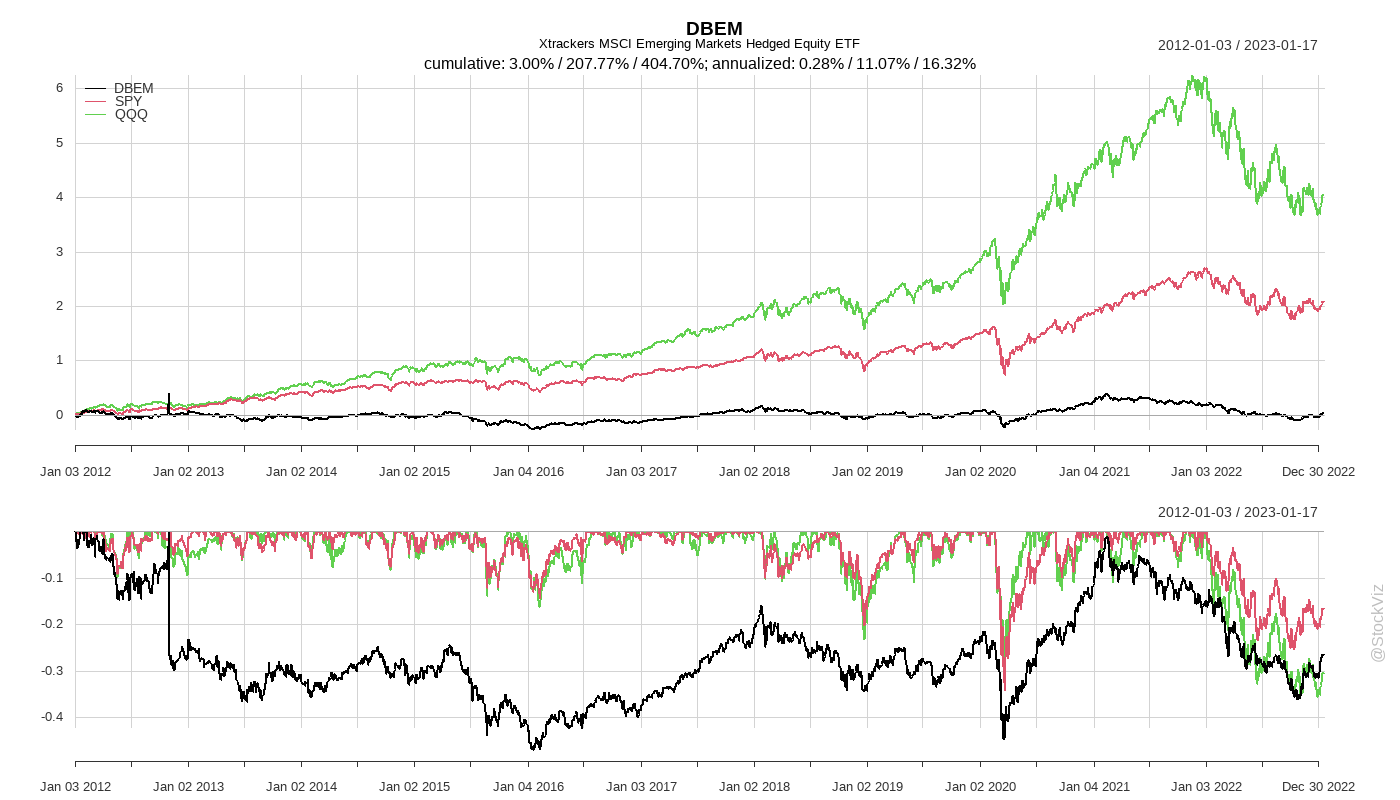 DBEM
Xtrackers MSCI Emerging Markets Hedged Equity ETF
2012-01-03 / 2023-01-17
cumulative: 3.00% / 207.77% / 404.70%; annualized: 0.28% / 11.07% / 16.32%
DBEM
SPY
QQQ
6
5
4
3
2
1
0
Jan 03 2012 Jan 02 2013 Jan 02 2014 Jan 02 2015 Jan 04 2016 Jan 03 2017 Jan 02 2018 Jan 02 2019 Jan 02 2020 Jan 04 2021 Jan 03 2022 Dec 30 2022
2012-01-03 / 2023-01-17
-0.1
-0.2
-0.3
-0.4
Jan 03 2012 Jan 02 2013 Jan 02 2014 Jan 02 2015 Jan 04 2016 Jan 03 2017 Jan 02 2018 Jan 02 2019 Jan 02 2020 Jan 04 2021 Jan 03 2022 Dec 30 2022
@StockViz